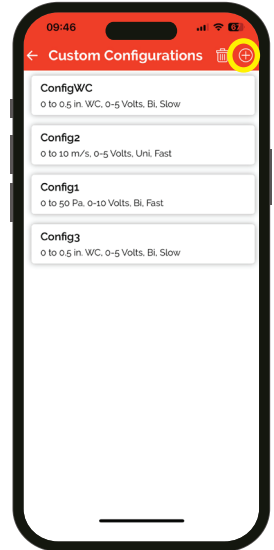 09:46
63
Custom Configurations
ConfigWC
0 to 0.5 in. WC, 0-5 Volts, Bi, Slow
Config2
0 to 10 m/s, 0-5 Volts, Uni, Fast
Config1
0 to 50 Pa, 0-10 Volts, Bi, Fast
Config3
0 to 0.5 in. WC, 0-5 Volts, Bi, Slow